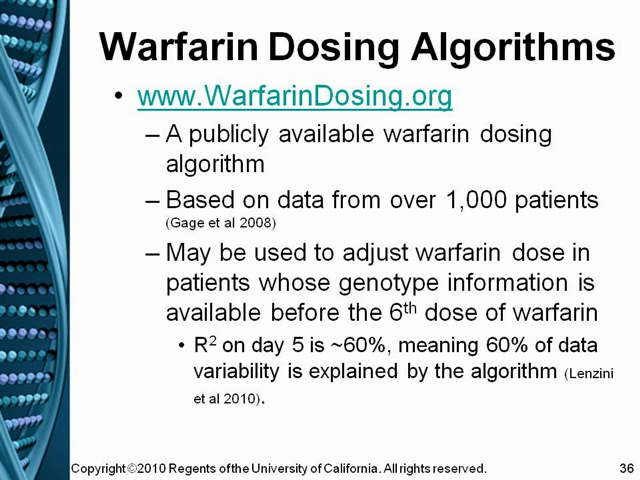 Warfarin Dosing Algorithms
• www.WarfarinDosing.org
– A publicly available warfarin dosing
algorithm
– Based on data from over 1,000 patients
(Gage et al 2008)
– May be used to adjust warfarin dose in
patients whose genotype information is
available before the 6th dose of warfarin
• R2 on day 5 is ~60%, meaning 60% of data
variability is explained by the algorithm (Lenzini
et al 2010).
Copyright ©2010 Regents of the University of California. All rights reserved. 36